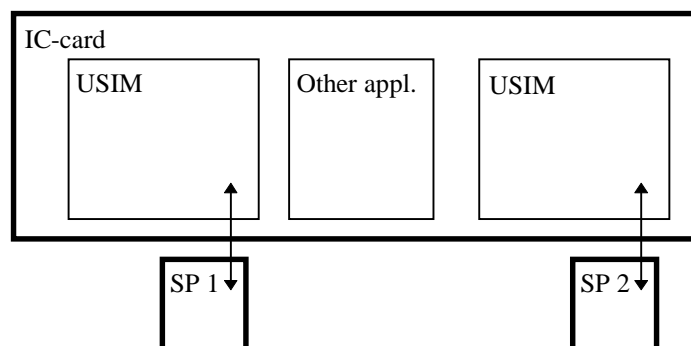 IC-card
USIM
Other appl.
USIM
SP 1
SP 2